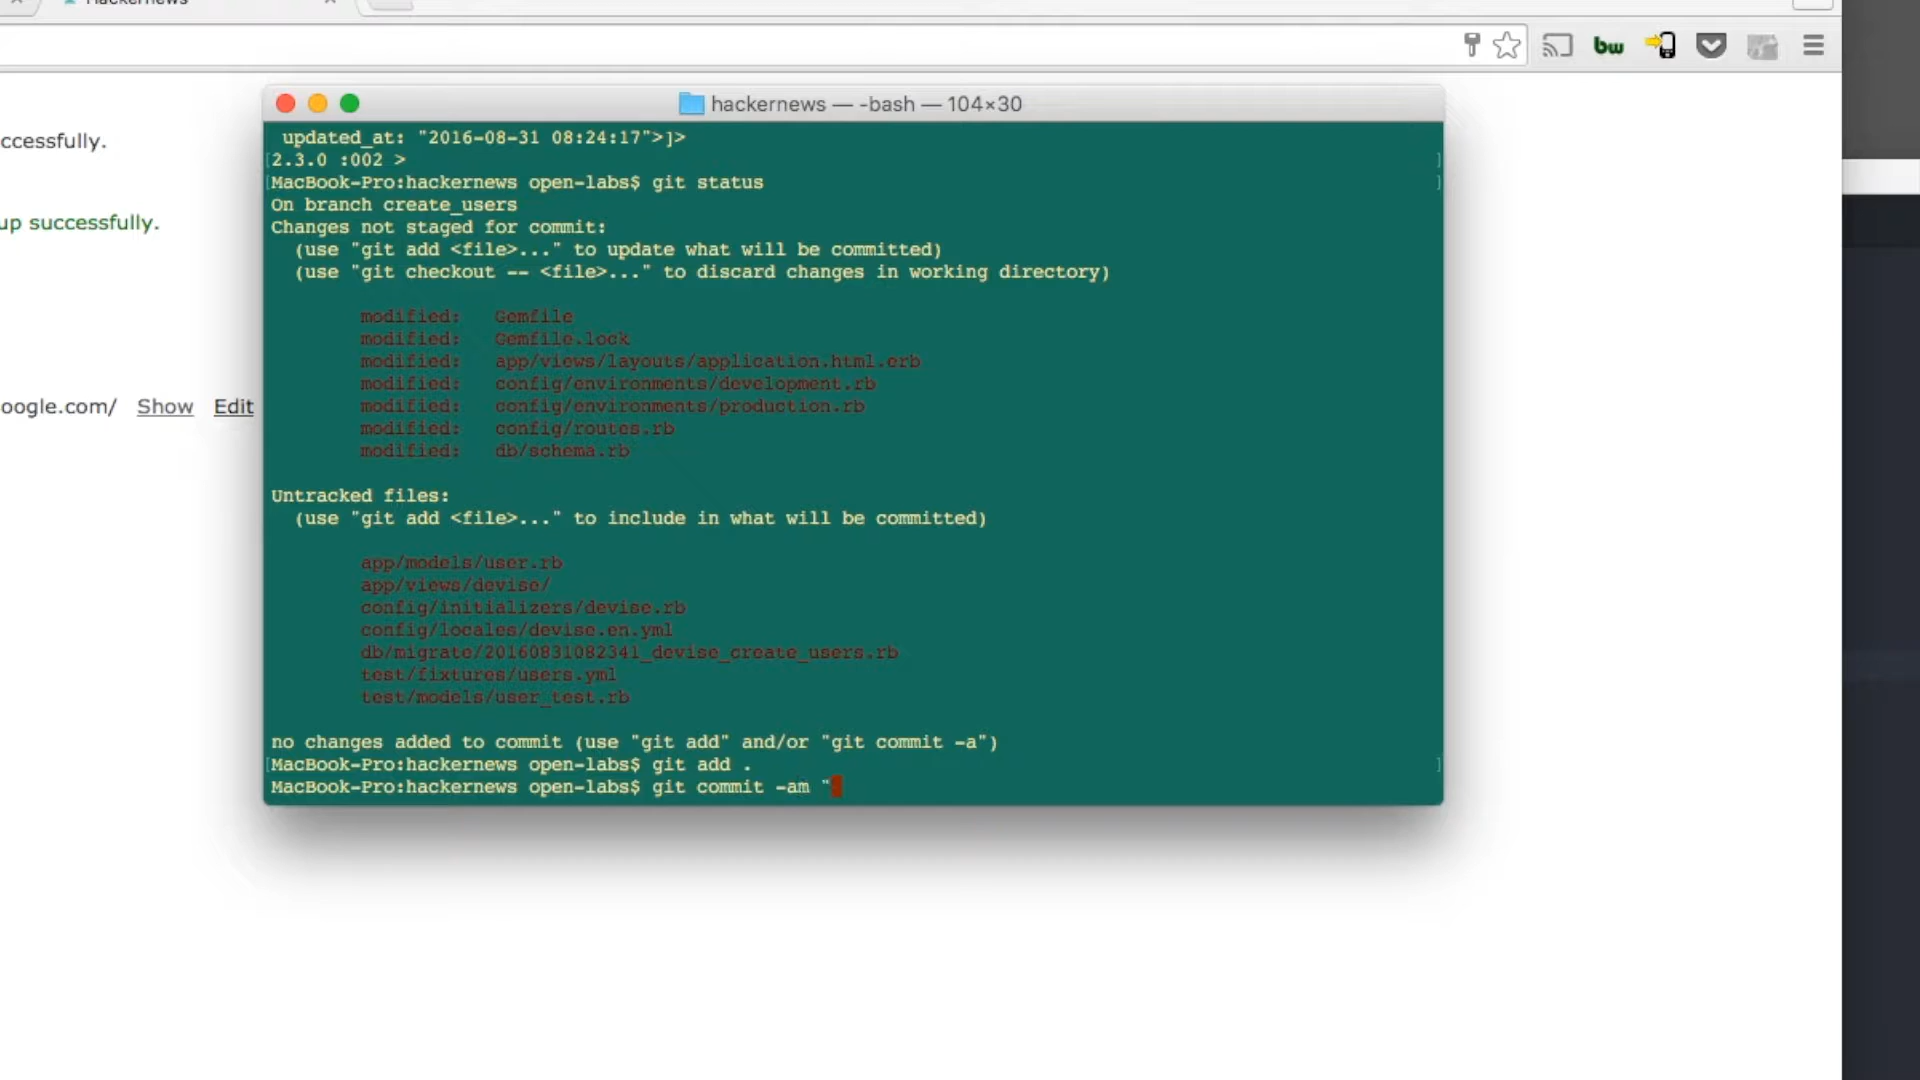 Hackernews
bw
hackernews — -bash — 104×30
ccessfully.
up successfully.
oogle.com/ Show Edit
updated_at: "2016-08-31 08:24:17">]>
[2.3.0 :002 > ]
[MacBook-Pro:hackernews open-labs$ git status ]
On branch create_users
Changes not staged for commit:
(use "git add <file>..." to update what will be committed)
(use "git checkout -- <file>..." to discard changes in working directory)
modified: Gemfile
modified: Gemfile.lock
modified: app/views/layouts/application.html.erb
modified: config/environments/development.rb
modified: config/environments/production.rb
modified: config/routes.rb
modified: db/schema.rb
Untracked files:
(use "git add <file>..." to include in what will be committed)
app/models/user.rb
app/views/devise/
config/initializers/devise.rb
config/locales/devise.en.yml
db/migrate/20160831082341_devise_create_users.rb
test/fixtures/users.yml
test/models/user_test.rb
no changes added to commit (use "git add" and/or "git commit -a")
[MacBook-Pro:hackernews open-labs$ git add . ]
MacBook-Pro:hackernews open-labs$ git commit -am "